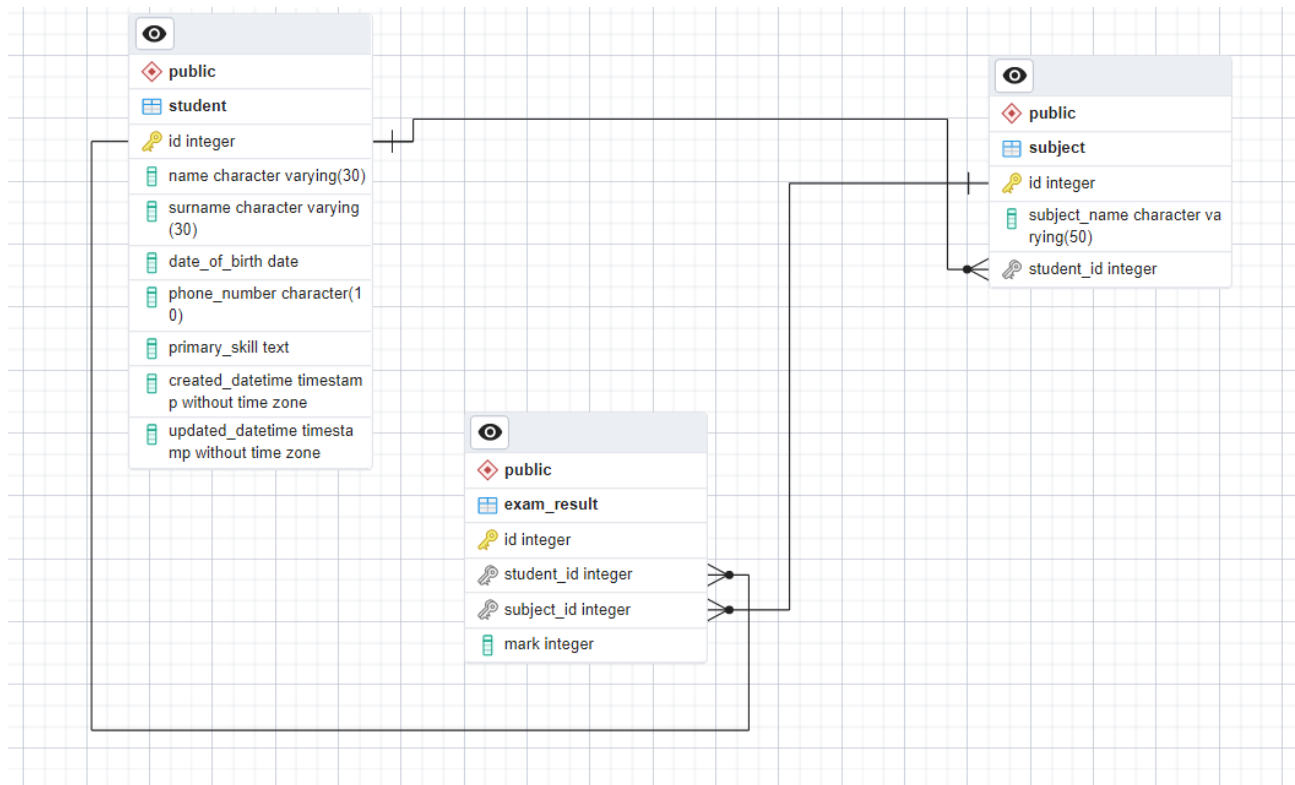 public
student
id integer
name character varying(30)
surname character varying
(30)
date_of_birth date
phone_number character(1
0)
primary_skill text
created_datetime timestam
p without time zone
updated_datetime timesta
mp without time zone
public
subject
id integer
subject_name character va
rying(50)
student_id integer
public
exam_result
id integer
student_id integer
subject_id integer
mark integer